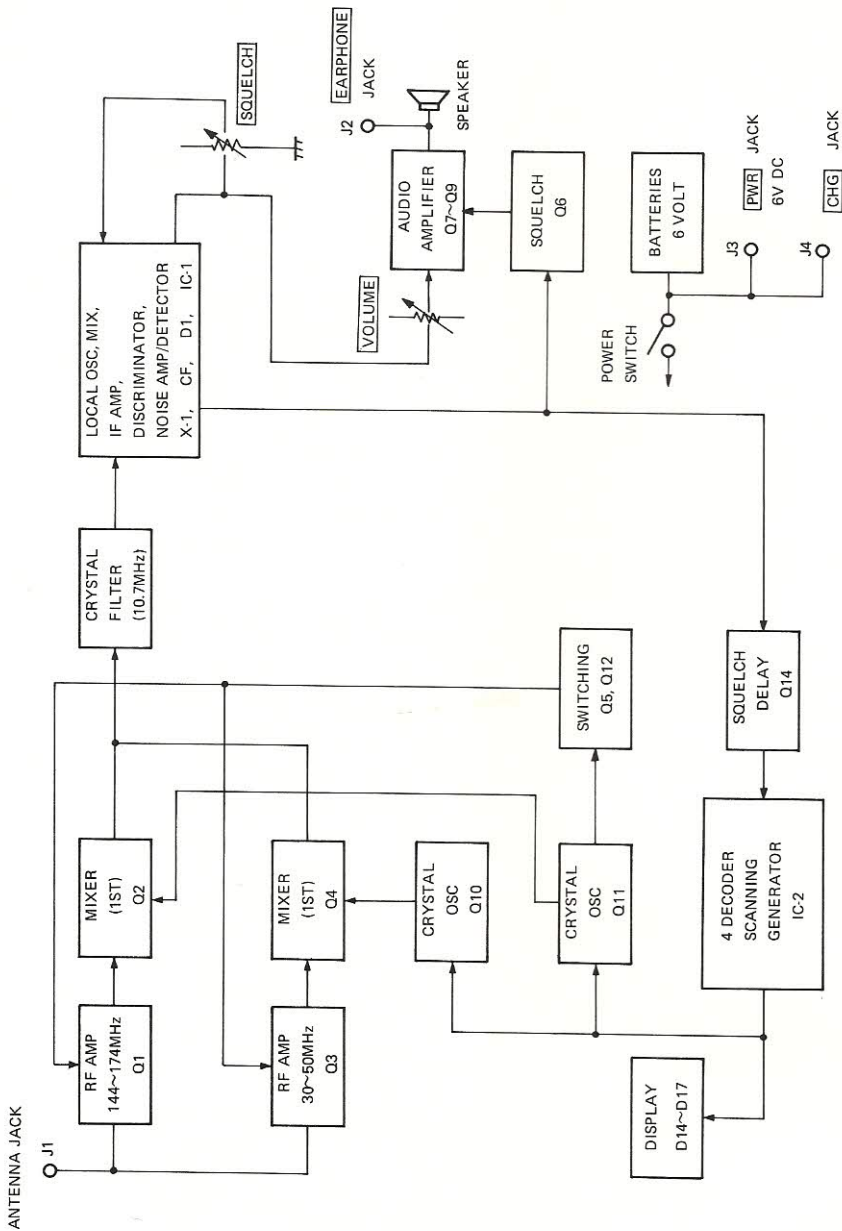 ANTENNA JACK
J1
RF AMP
144~174MHz
Q1
MIXER
(1ST)
Q2
CRYSTAL
FILTER
(10.7MHz)
LOCAL OSC, MIX,
IF AMP,
DISCRIMINATOR,
NOISE AMP/DETECTOR
X-1, CF, D1, IC-1
SQUELCH
RF AMP
30~50MHz
Q3
MIXER
(1ST)
Q4
VOLUME
AUDIO
AMPLIFIER
Q7~Q9
J2
EARPHONE
JACK
SPEAKER
CRYSTAL
OSC
Q10
SQUELCH
Q6
CRYSTAL
OSC
Q11
SWITCHING
Q5, Q12
POWER
SWITCH
BATTERIES
6 VOLT
J3
PWR JACK
6V DC
J4
CHG JACK
DISPLAY
D14~D17
4 DECODER
SCANNING
GENERATOR
IC-2
SQUELCH
DELAY
Q14